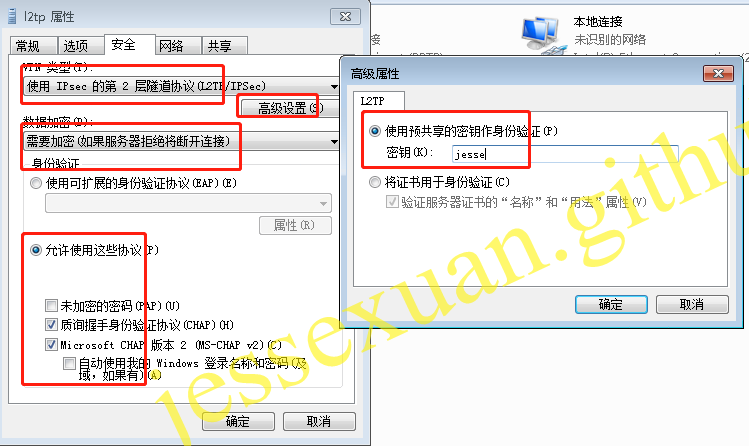 l2tp 属性
常规
选项
安全
网络
共享
VPN 类型(T):
使用 IPsec 的第 2 层隧道协议(L2TP/IPSec)
高级设置(S)
数据加密(D):
需要加密(如果服务器拒绝将断开连接)
身份验证
使用可扩展的身份验证协议(EAP)(E)
属性(R)
允许使用这些协议(P)
未加密的密码(PAP)(U)
质询握手身份验证协议(CHAP)(H)
Microsoft CHAP 版本 2 (MS-CHAP v2)(C)
自动使用我的 Windows 登录名称和密码(及
域，如果有)(A)
确定
取消
本地连接
未识别的网络
高级属性
L2TP
使用预共享的密钥作身份验证(P)
密钥(K):
jesse
将证书用于身份验证(C)
验证服务器证书的“名称”和“用法”属性(V)
确定
取消
jessexuan.githu